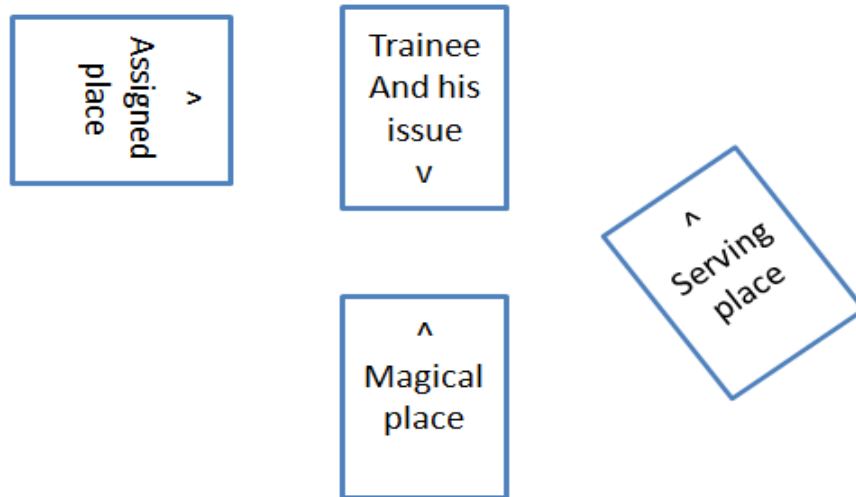 ^
Assigned
place
Trainee
And his
issue
v
^
Serving
place
^
Magical
place